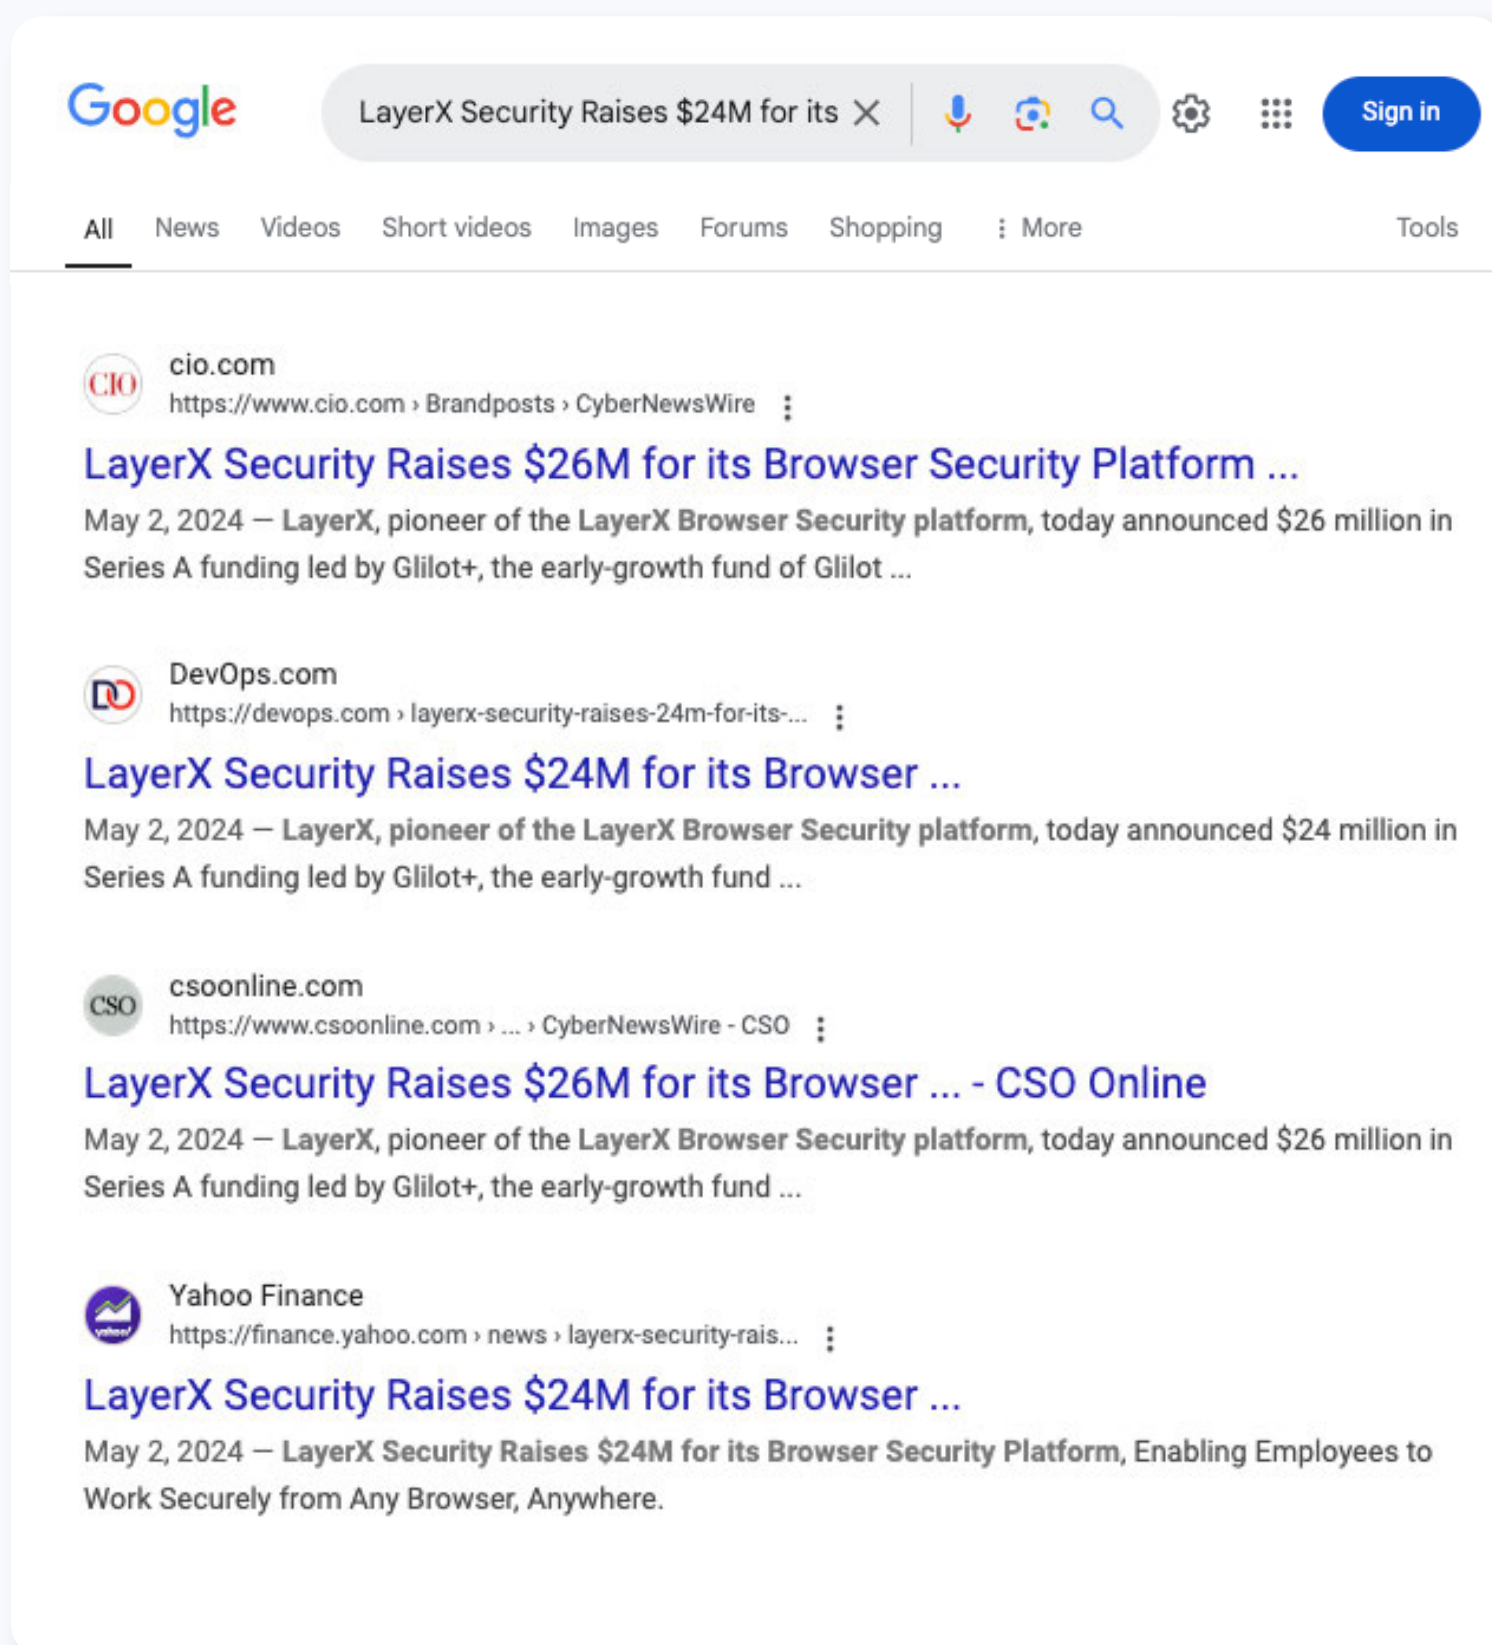 Google
LayerX Security Raises $24M for its
Sign in
All News Videos Short videos Images Forums Shopping More Tools
CIO
cio.com
https://www.cio.com › Brandposts › CyberNewsWire
LayerX Security Raises $26M for its Browser Security Platform ...
May 2, 2024 — LayerX, pioneer of the LayerX Browser Security platform, today announced $26 million in
Series A funding led by Glilot+, the early-growth fund of Glilot ...
DO
DevOps.com
https://devops.com › layerx-security-raises-24m-for-its-...
LayerX Security Raises $24M for its Browser ...
May 2, 2024 — LayerX, pioneer of the LayerX Browser Security platform, today announced $24 million in
Series A funding led by Glilot+, the early-growth fund ...
CSO
csoonline.com
https://www.csoonline.com › ... › CyberNewsWire - CSO
LayerX Security Raises $26M for its Browser ... - CSO Online
May 2, 2024 — LayerX, pioneer of the LayerX Browser Security platform, today announced $26 million in
Series A funding led by Glilot+, the early-growth fund ...
yahoo!
Yahoo Finance
https://finance.yahoo.com › news › layerx-security-rais...
LayerX Security Raises $24M for its Browser ...
May 2, 2024 — LayerX Security Raises $24M for its Browser Security Platform, Enabling Employees to
Work Securely from Any Browser, Anywhere.